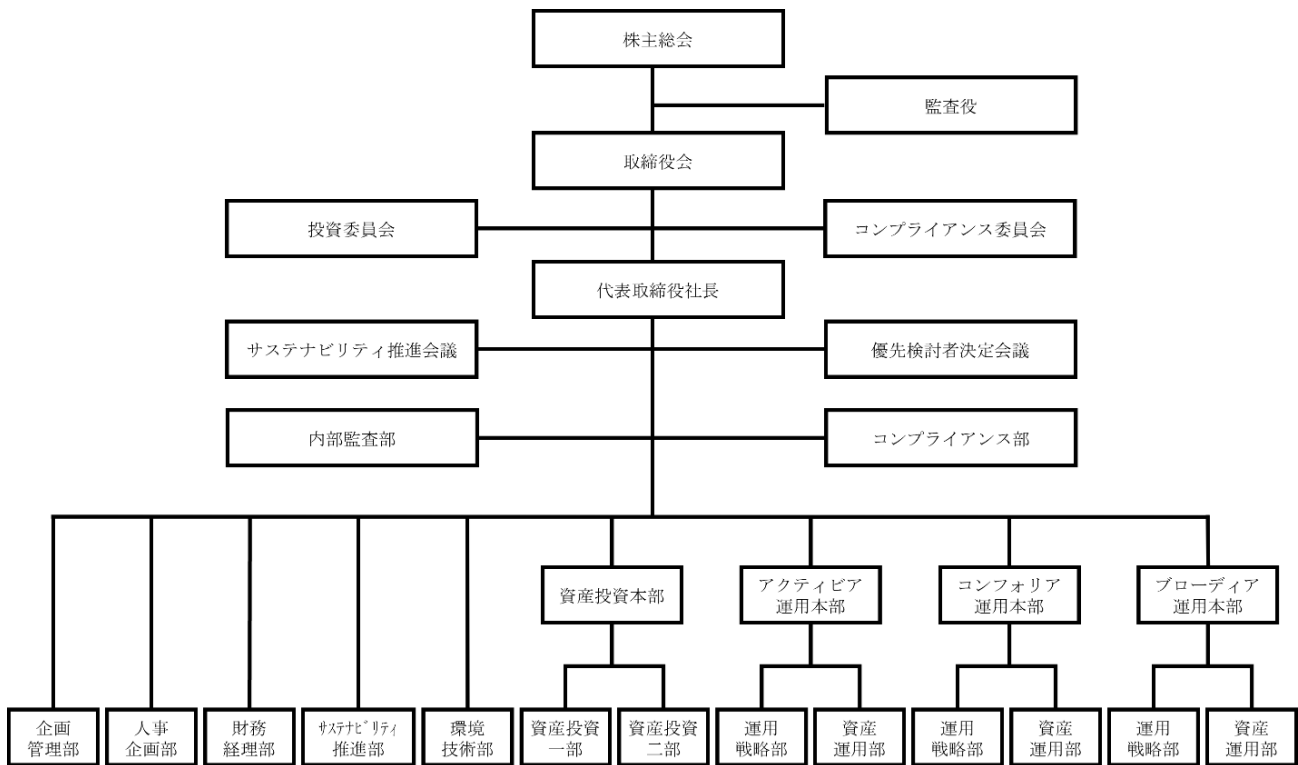 株主総会
監査役
取締役会
投資委員会
コンプライアンス委員会
代表取締役社長
サステナビリティ推進会議
優先検討者決定会議
内部監査部
コンプライアンス部
資産投資本部
アクティビア
運用本部
コンフォリア
運用本部
ブローディア
運用本部
企画
管理部
人事
企画部
財務
経理部
ｻｽﾃﾅﾋﾞﾘﾃｨ
推進部
環境
技術部
資産投資
一部
資産投資
二部
運用
戦略部
資産
運用部
運用
戦略部
資産
運用部
運用
戦略部
資産
運用部